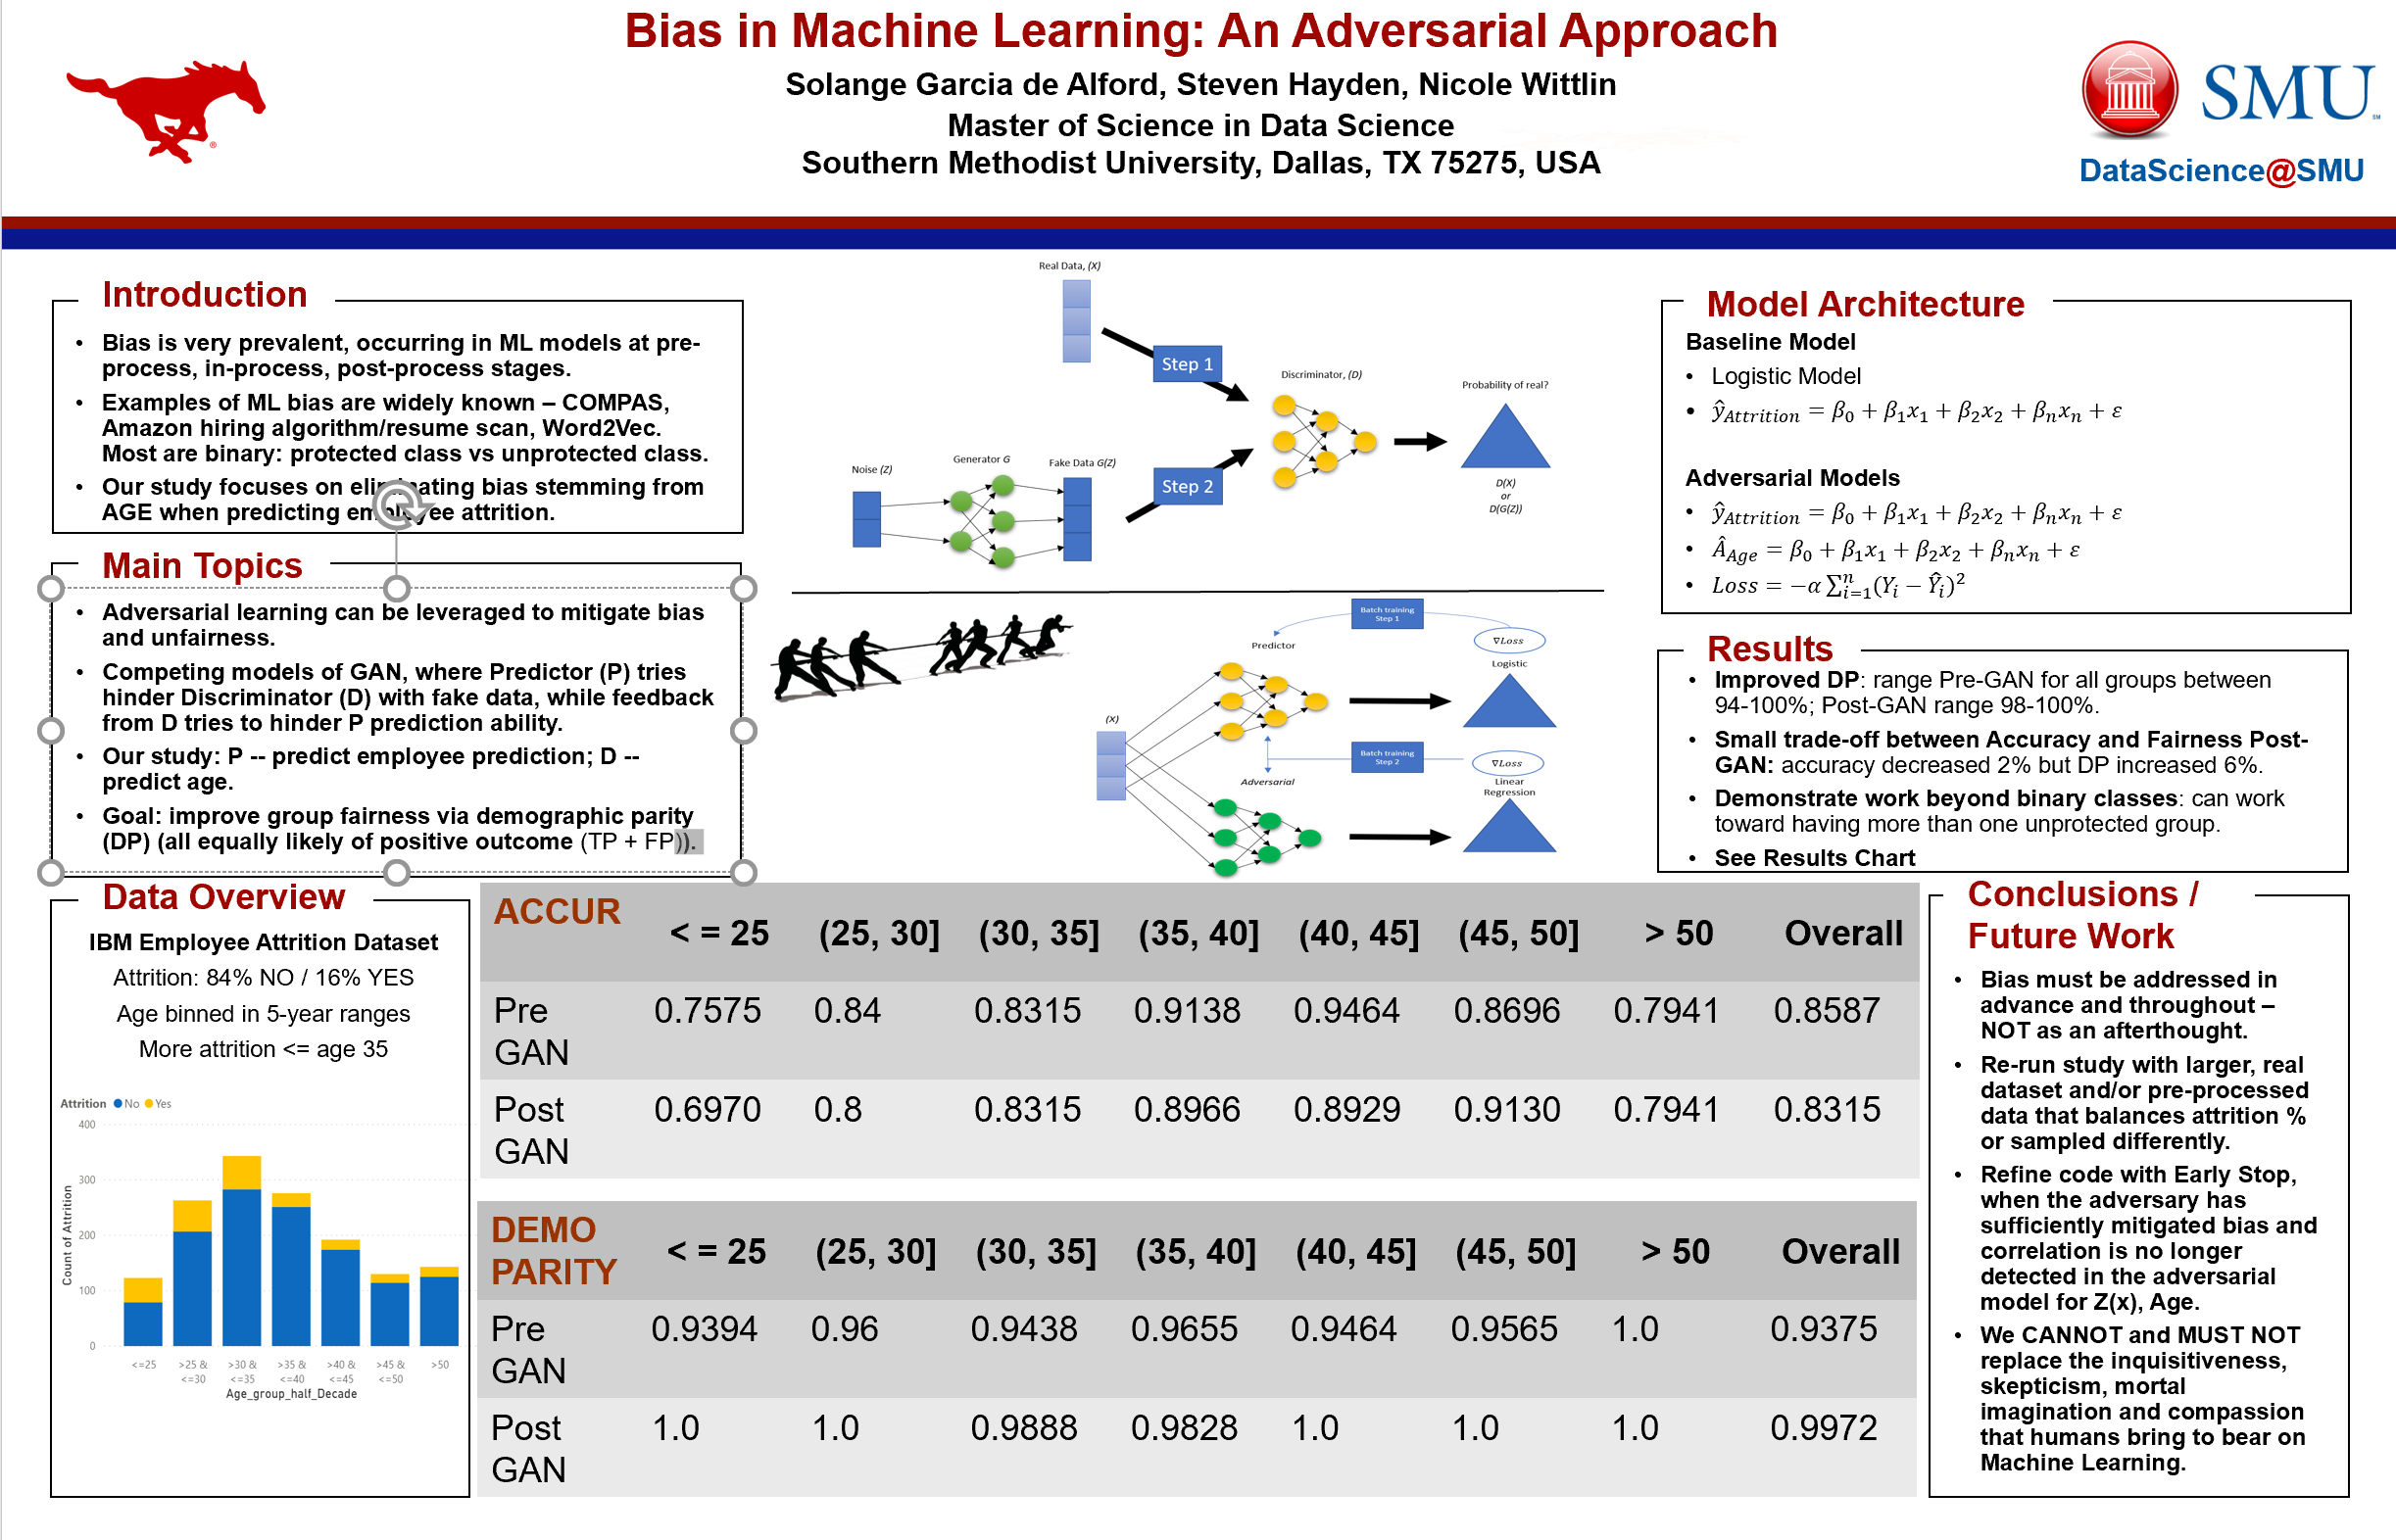 Bias in Machine Learning: An Adversarial Approach
Solange Garcia de Alford, Steven Hayden, Nicole Wittlin
Master of Science in Data Science
Southern Methodist University, Dallas, TX 75275, USA
SMU
DataScience@SMU
Introduction
• Bias is very prevalent, occurring in ML models at pre-
process, in-process, post-process stages.
• Examples of ML bias are widely known – COMPAS,
Amazon hiring algorithm/resume scan, Word2Vec.
Most are binary: protected class vs unprotected class.
• Our study focuses on eliminating bias stemming from
AGE when predicting employee attrition.
Main Topics
• Adversarial learning can be leveraged to mitigate bias
and unfairness.
• Competing models of GAN, where Predictor (P) tries
hinder Discriminator (D) with fake data, while feedback
from D tries to hinder P prediction ability.
• Our study: P -- predict employee prediction; D --
predict age.
• Goal: improve group fairness via demographic parity
(DP) (all equally likely of positive outcome (TP + FP)).
Data Overview
IBM Employee Attrition Dataset
Attrition: 84% NO / 16% YES
Age binned in 5-year ranges
More attrition <= age 35
Attrition No Yes
Count of Attrition
400
300
200
100
0
<=25 >25 & >30 & >35 & >40 & >45 & >50
<=30 <=35 <=40 <=45 <=50
Age_group_half_Decade
Real Data, (X)
Step 1
Discriminator, (D)
Probability of real?
Noise (Z)
Generator G
Fake Data G(Z)
Step 2
D(X)
or
D(G(Z))
Batch training
Step 1
Predictor
∇Loss
Logistic
(X)
Batch training
Step 2
∇Loss
Adversarial
Linear
Regression
ACCUR < = 25 (25, 30] (30, 35] (35, 40] (40, 45] (45, 50] > 50 Overall
Pre GAN 0.7575 0.84 0.8315 0.9138 0.9464 0.8696 0.7941 0.8587
Post GAN 0.6970 0.8 0.8315 0.8966 0.8929 0.9130 0.7941 0.8315
DEMO PARITY < = 25 (25, 30] (30, 35] (35, 40] (40, 45] (45, 50] > 50 Overall
Pre GAN 0.9394 0.96 0.9438 0.9655 0.9464 0.9565 1.0 0.9375
Post GAN 1.0 1.0 0.9888 0.9828 1.0 1.0 1.0 0.9972
Model Architecture
Baseline Model
• Logistic Model
• ŷ_Attrition = β₀ + β₁x₁ + β₂x₂ + βₙxₙ + ε
Adversarial Models
• ŷ_Attrition = β₀ + β₁x₁ + β₂x₂ + βₙxₙ + ε
• Â_Age = β₀ + β₁x₁ + β₂x₂ + βₙxₙ + ε
• Loss = −α ∑ⁿᵢ₌₁(Yᵢ − Ŷᵢ)²
Results
• Improved DP: range Pre-GAN for all groups between
94-100%; Post-GAN range 98-100%.
• Small trade-off between Accuracy and Fairness Post-
GAN: accuracy decreased 2% but DP increased 6%.
• Demonstrate work beyond binary classes: can work
toward having more than one unprotected group.
• See Results Chart
Conclusions /
Future Work
• Bias must be addressed in
advance and throughout –
NOT as an afterthought.
• Re-run study with larger, real
dataset and/or pre-processed
data that balances attrition %
or sampled differently.
• Refine code with Early Stop,
when the adversary has
sufficiently mitigated bias and
correlation is no longer
detected in the adversarial
model for Z(x), Age.
• We CANNOT and MUST NOT
replace the inquisitiveness,
skepticism, mortal
imagination and compassion
that humans bring to bear on
Machine Learning.